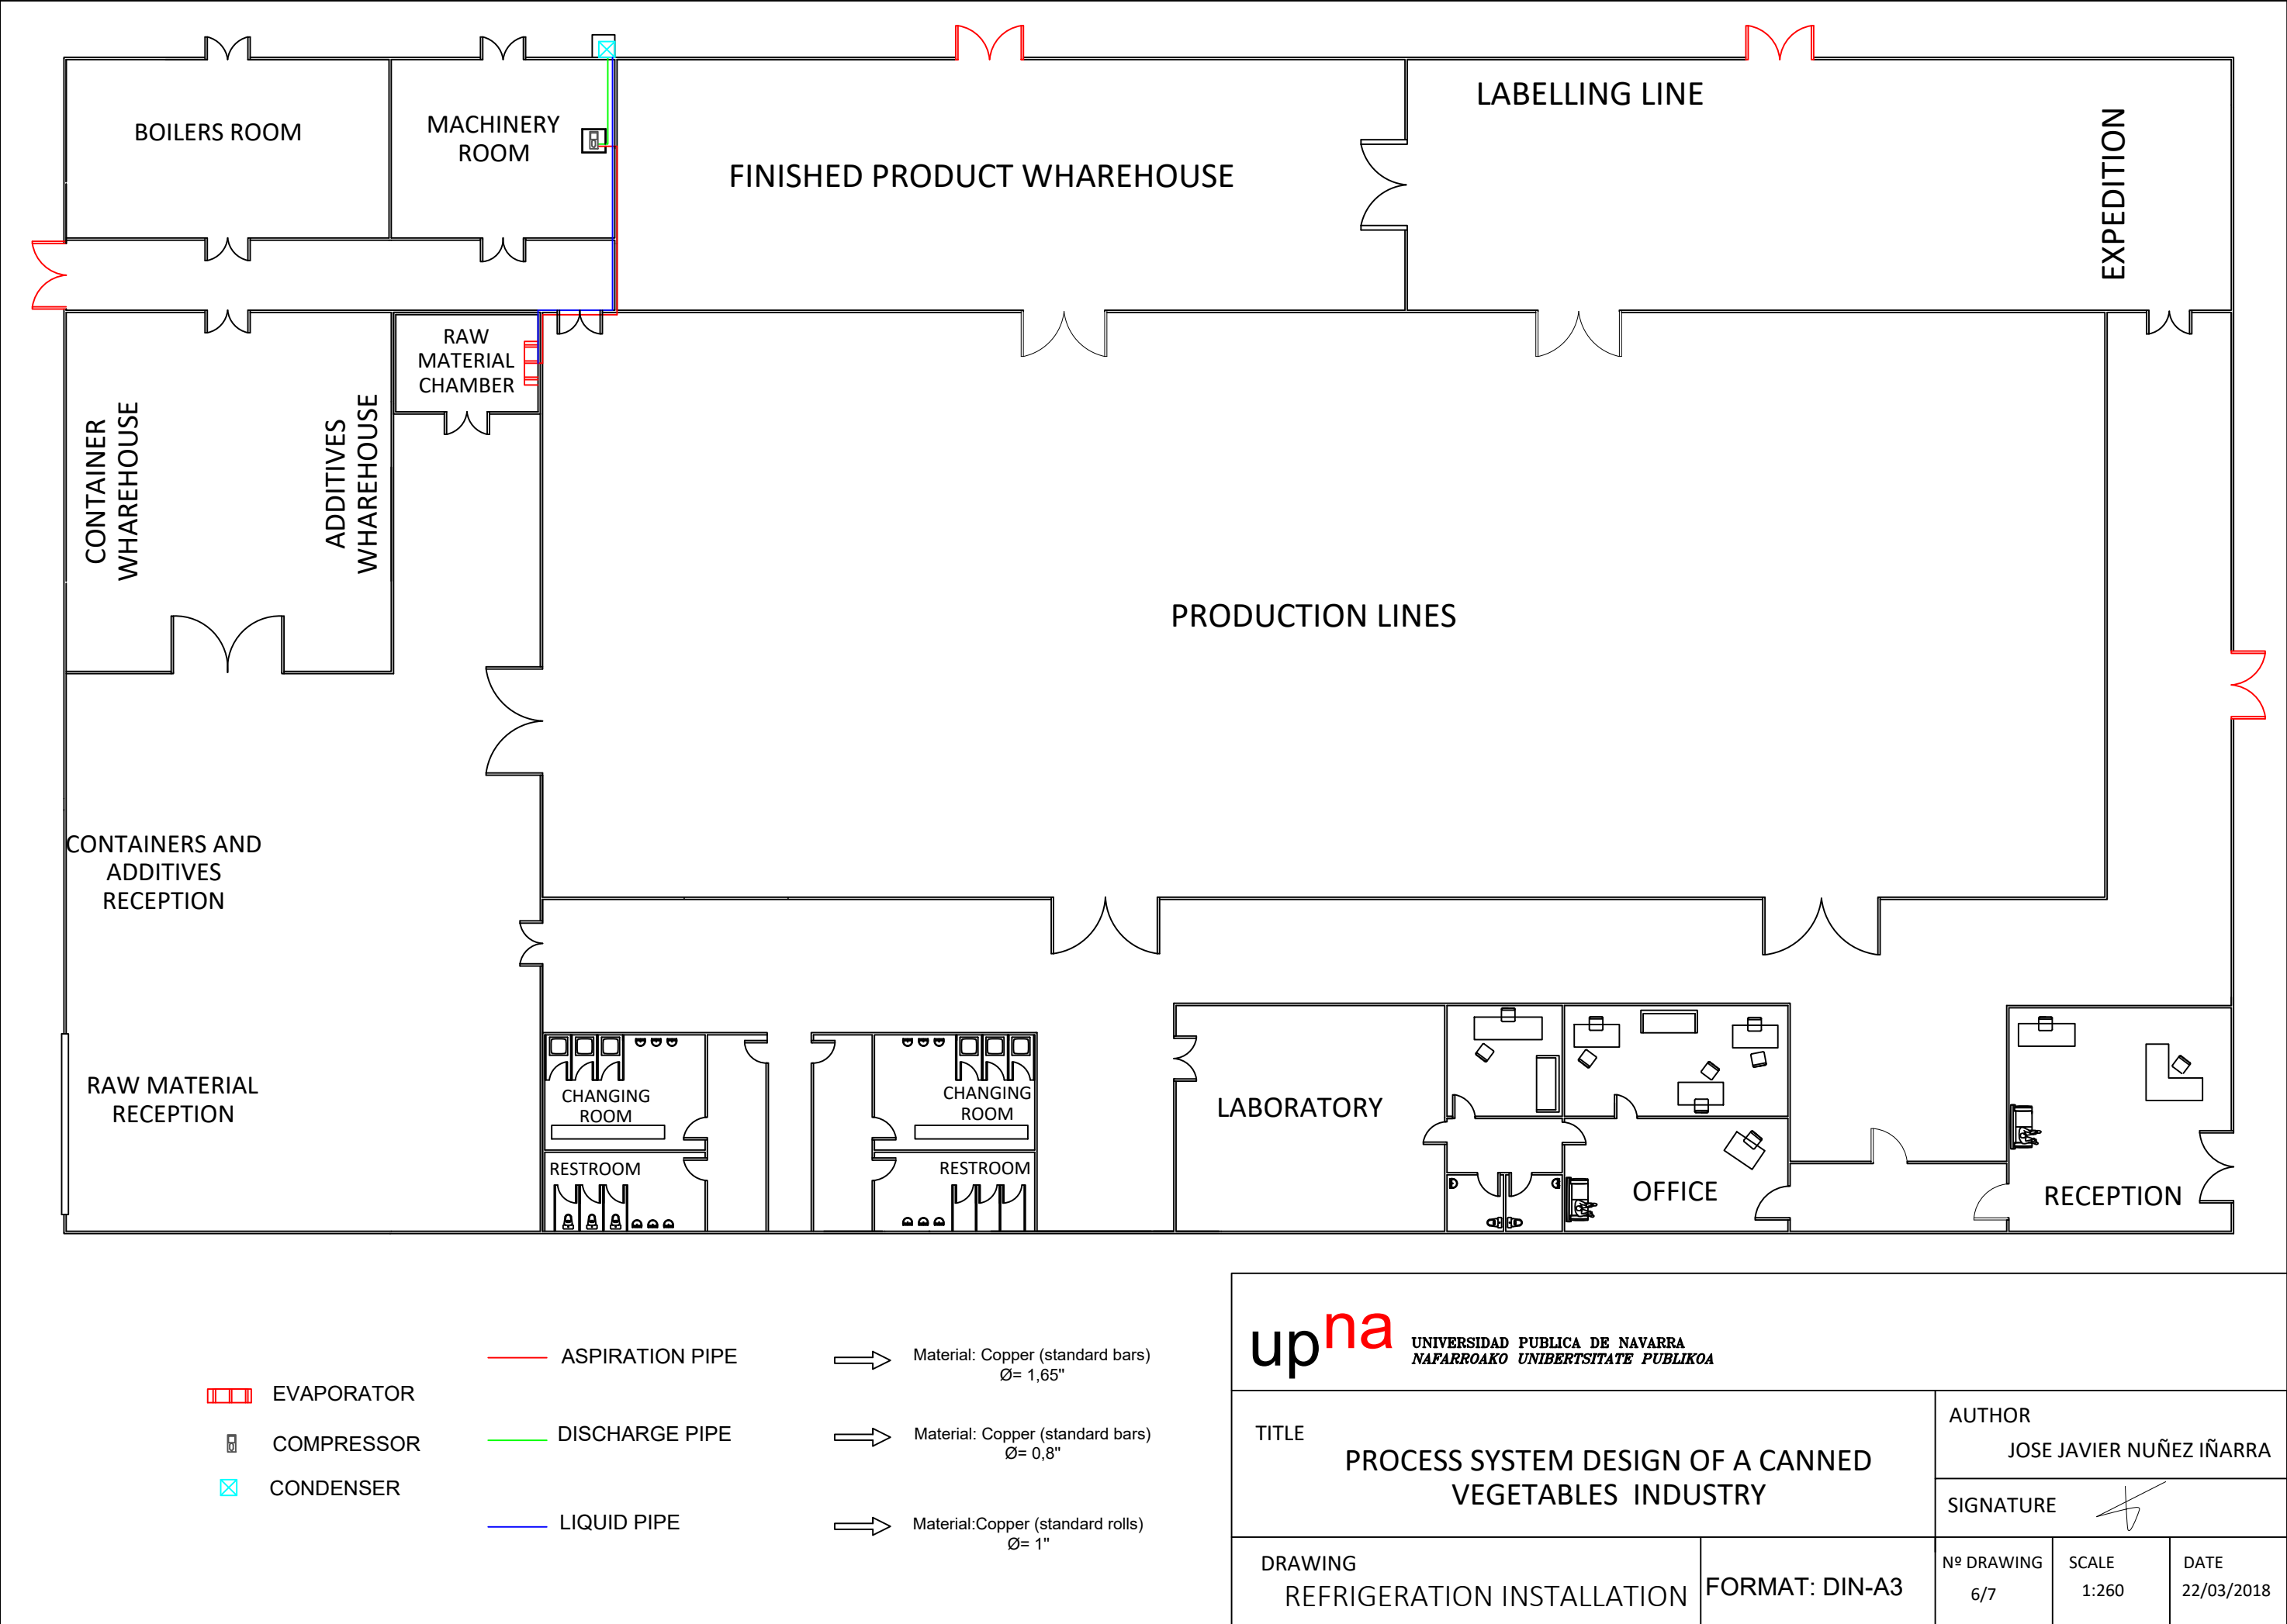 BOILERS ROOM
MACHINERY
ROOM
FINISHED PRODUCT WHAREHOUSE
LABELLING LINE
EXPEDITION
RAW
MATERIAL
CHAMBER
CONTAINER
WHAREHOUSE
ADDITIVES
WHAREHOUSE
PRODUCTION LINES
CONTAINERS AND
ADDITIVES
RECEPTION
RAW MATERIAL
RECEPTION
CHANGING
ROOM
RESTROOM
CHANGING
ROOM
RESTROOM
LABORATORY
OFFICE
RECEPTION
EVAPORATOR
COMPRESSOR
CONDENSER
ASPIRATION PIPE
Material: Copper (standard bars)
Ø= 1,65"
DISCHARGE PIPE
Material: Copper (standard bars)
Ø= 0,8"
LIQUID PIPE
Material:Copper (standard rolls)
Ø= 1"
upna
UNIVERSIDAD PUBLICA DE NAVARRA
NAFARROAKO UNIBERTSITATE PUBLIKOA
TITLE
PROCESS SYSTEM DESIGN OF A CANNED
VEGETABLES INDUSTRY
AUTHOR
JOSE JAVIER NUÑEZ IÑARRA
SIGNATURE
DRAWING
REFRIGERATION INSTALLATION
FORMAT: DIN-A3
Nº DRAWING
6/7
SCALE
1:260
DATE
22/03/2018